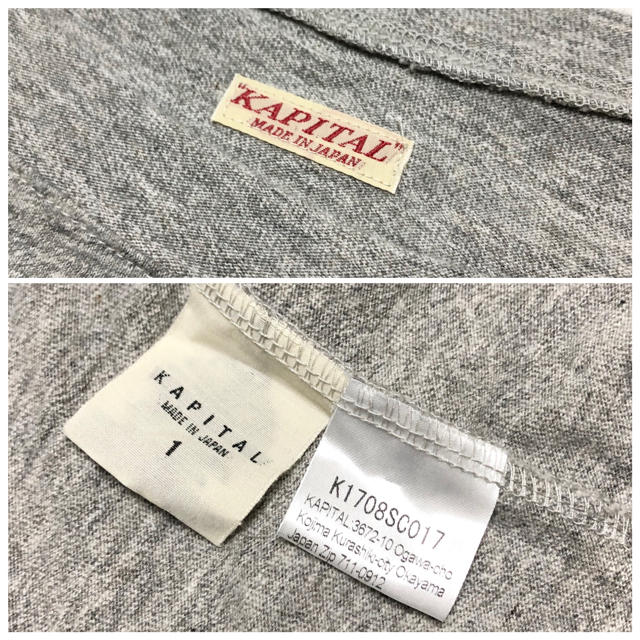 "KAPITAL"
MADE IN JAPAN
KAPITAL
MADE IN JAPAN
1
K1708SC017
KAPITAL:3672-10 Ogawa-cho
Kojima Kurashiki-city Okayama
Japan Zip 711-0912